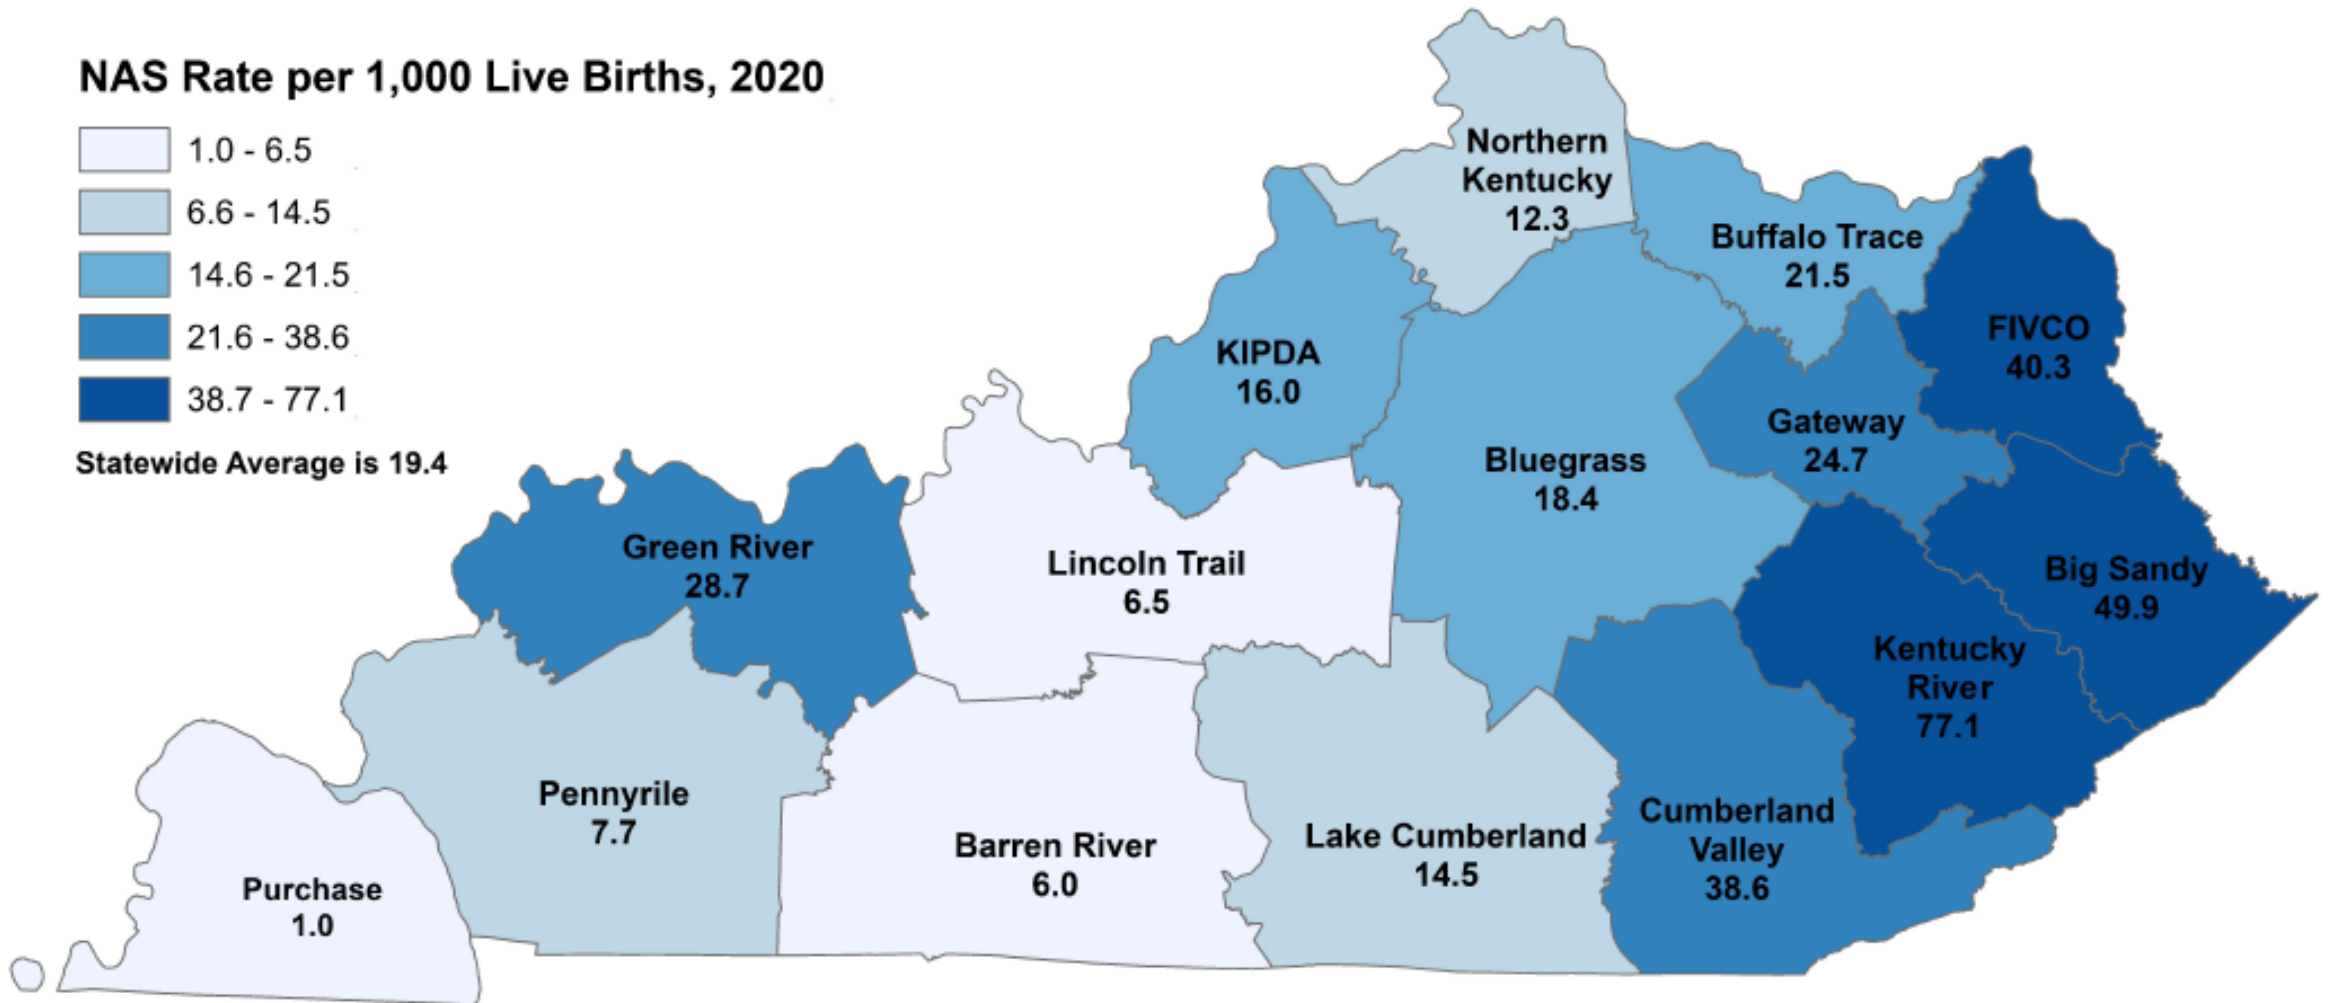 NAS Rate per 1,000 Live Births, 2020
1.0 - 6.5
6.6 - 14.5
14.6 - 21.5
21.6 - 38.6
38.7 - 77.1
Statewide Average is 19.4
Northern
Kentucky
12.3
Buffalo Trace
21.5
FIVCO
40.3
KIPDA
16.0
Gateway
24.7
Bluegrass
18.4
Green River
28.7
Lincoln Trail
6.5
Big Sandy
49.9
Kentucky
River
77.1
Pennyrile
7.7
Barren River
6.0
Lake Cumberland
14.5
Cumberland
Valley
38.6
Purchase
1.0